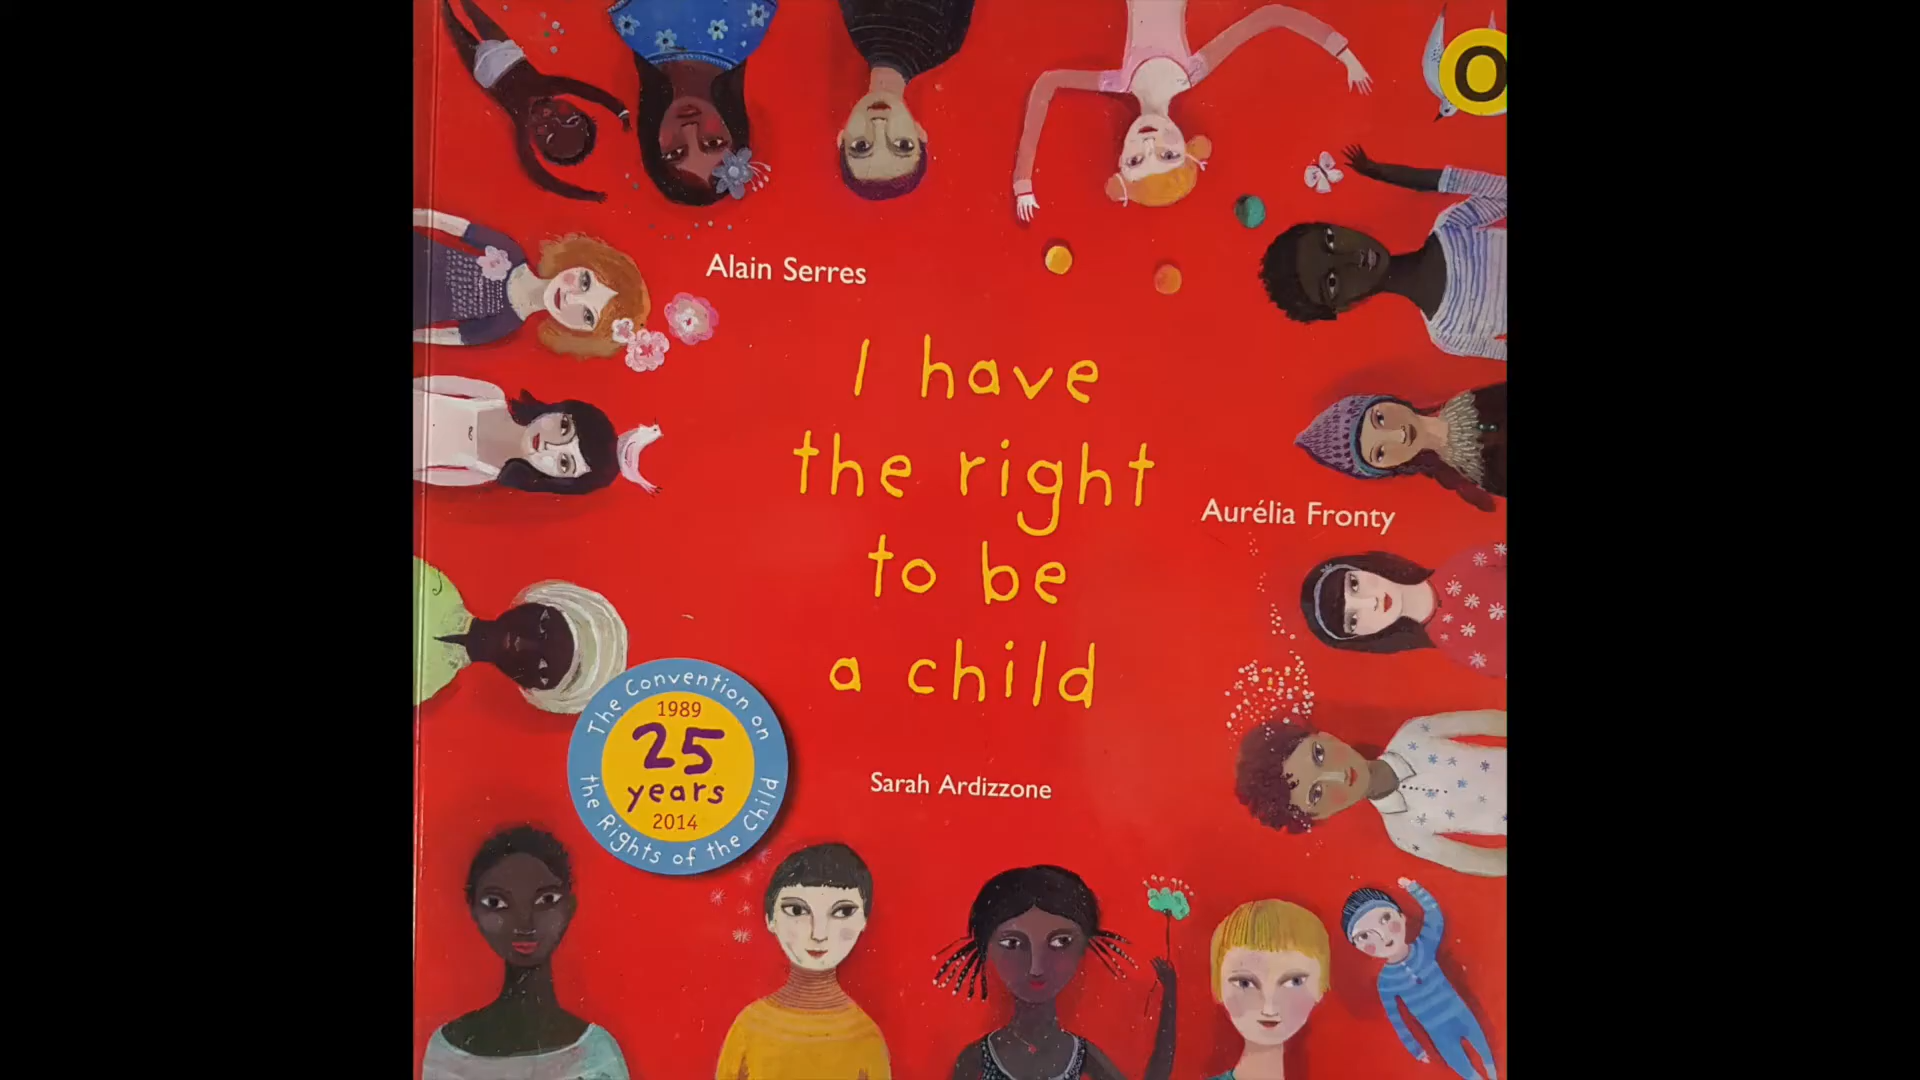 O
Alain Serres
I have
the right
to be
a child
Aurélia Fronty
Sarah Ardizzone
The Convention on
1989
25
years
2014
the Rights of the Child